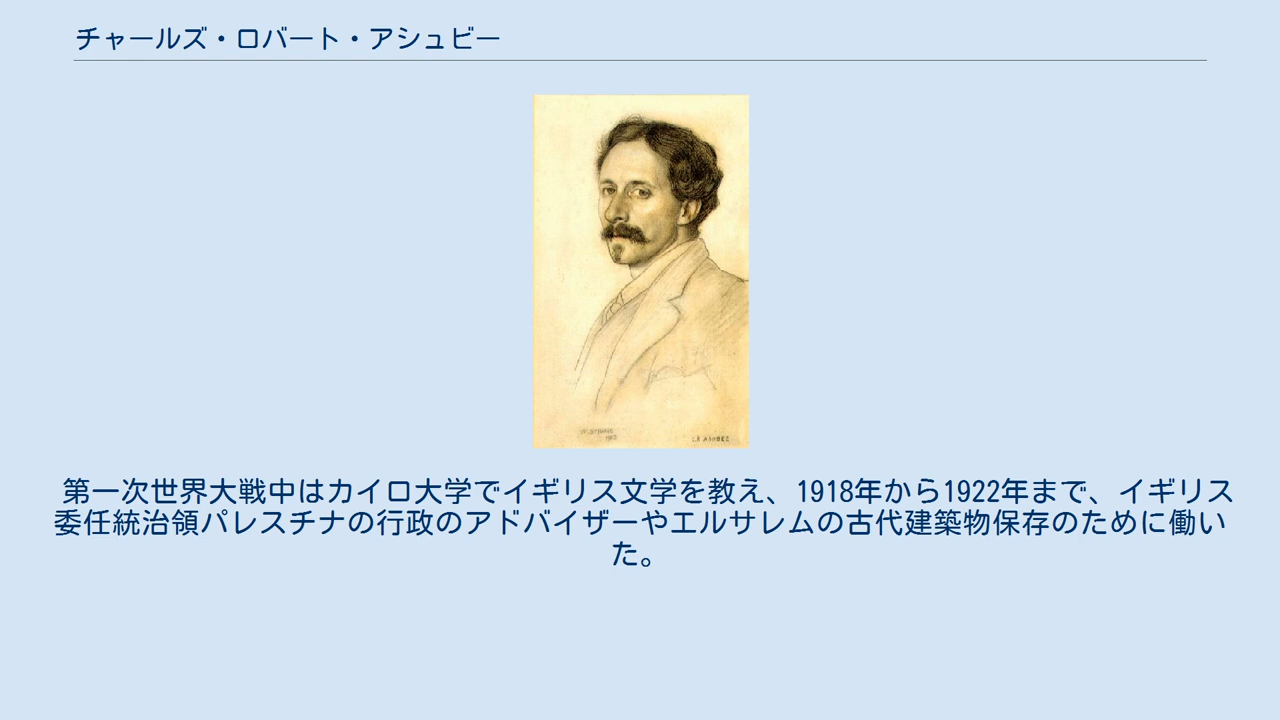 チャールズ・ロバート・アシュビー
C R ASHBEE
第一次世界大戦中はカイロ大学でイギリス文学を教え、1918年から1922年まで、イギリス
委任統治領パレスチナの行政のアドバイザーやエルサレムの古代建築物保存のために働い
た。